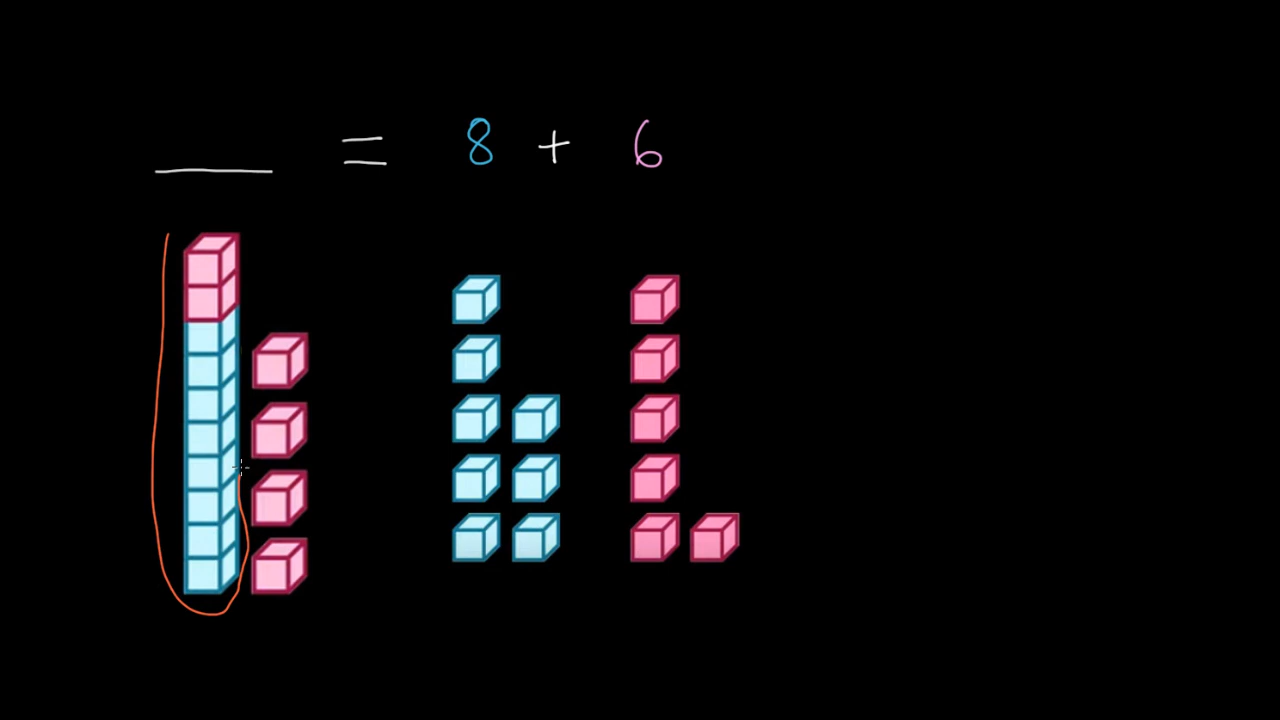 ___ = 8 + 6